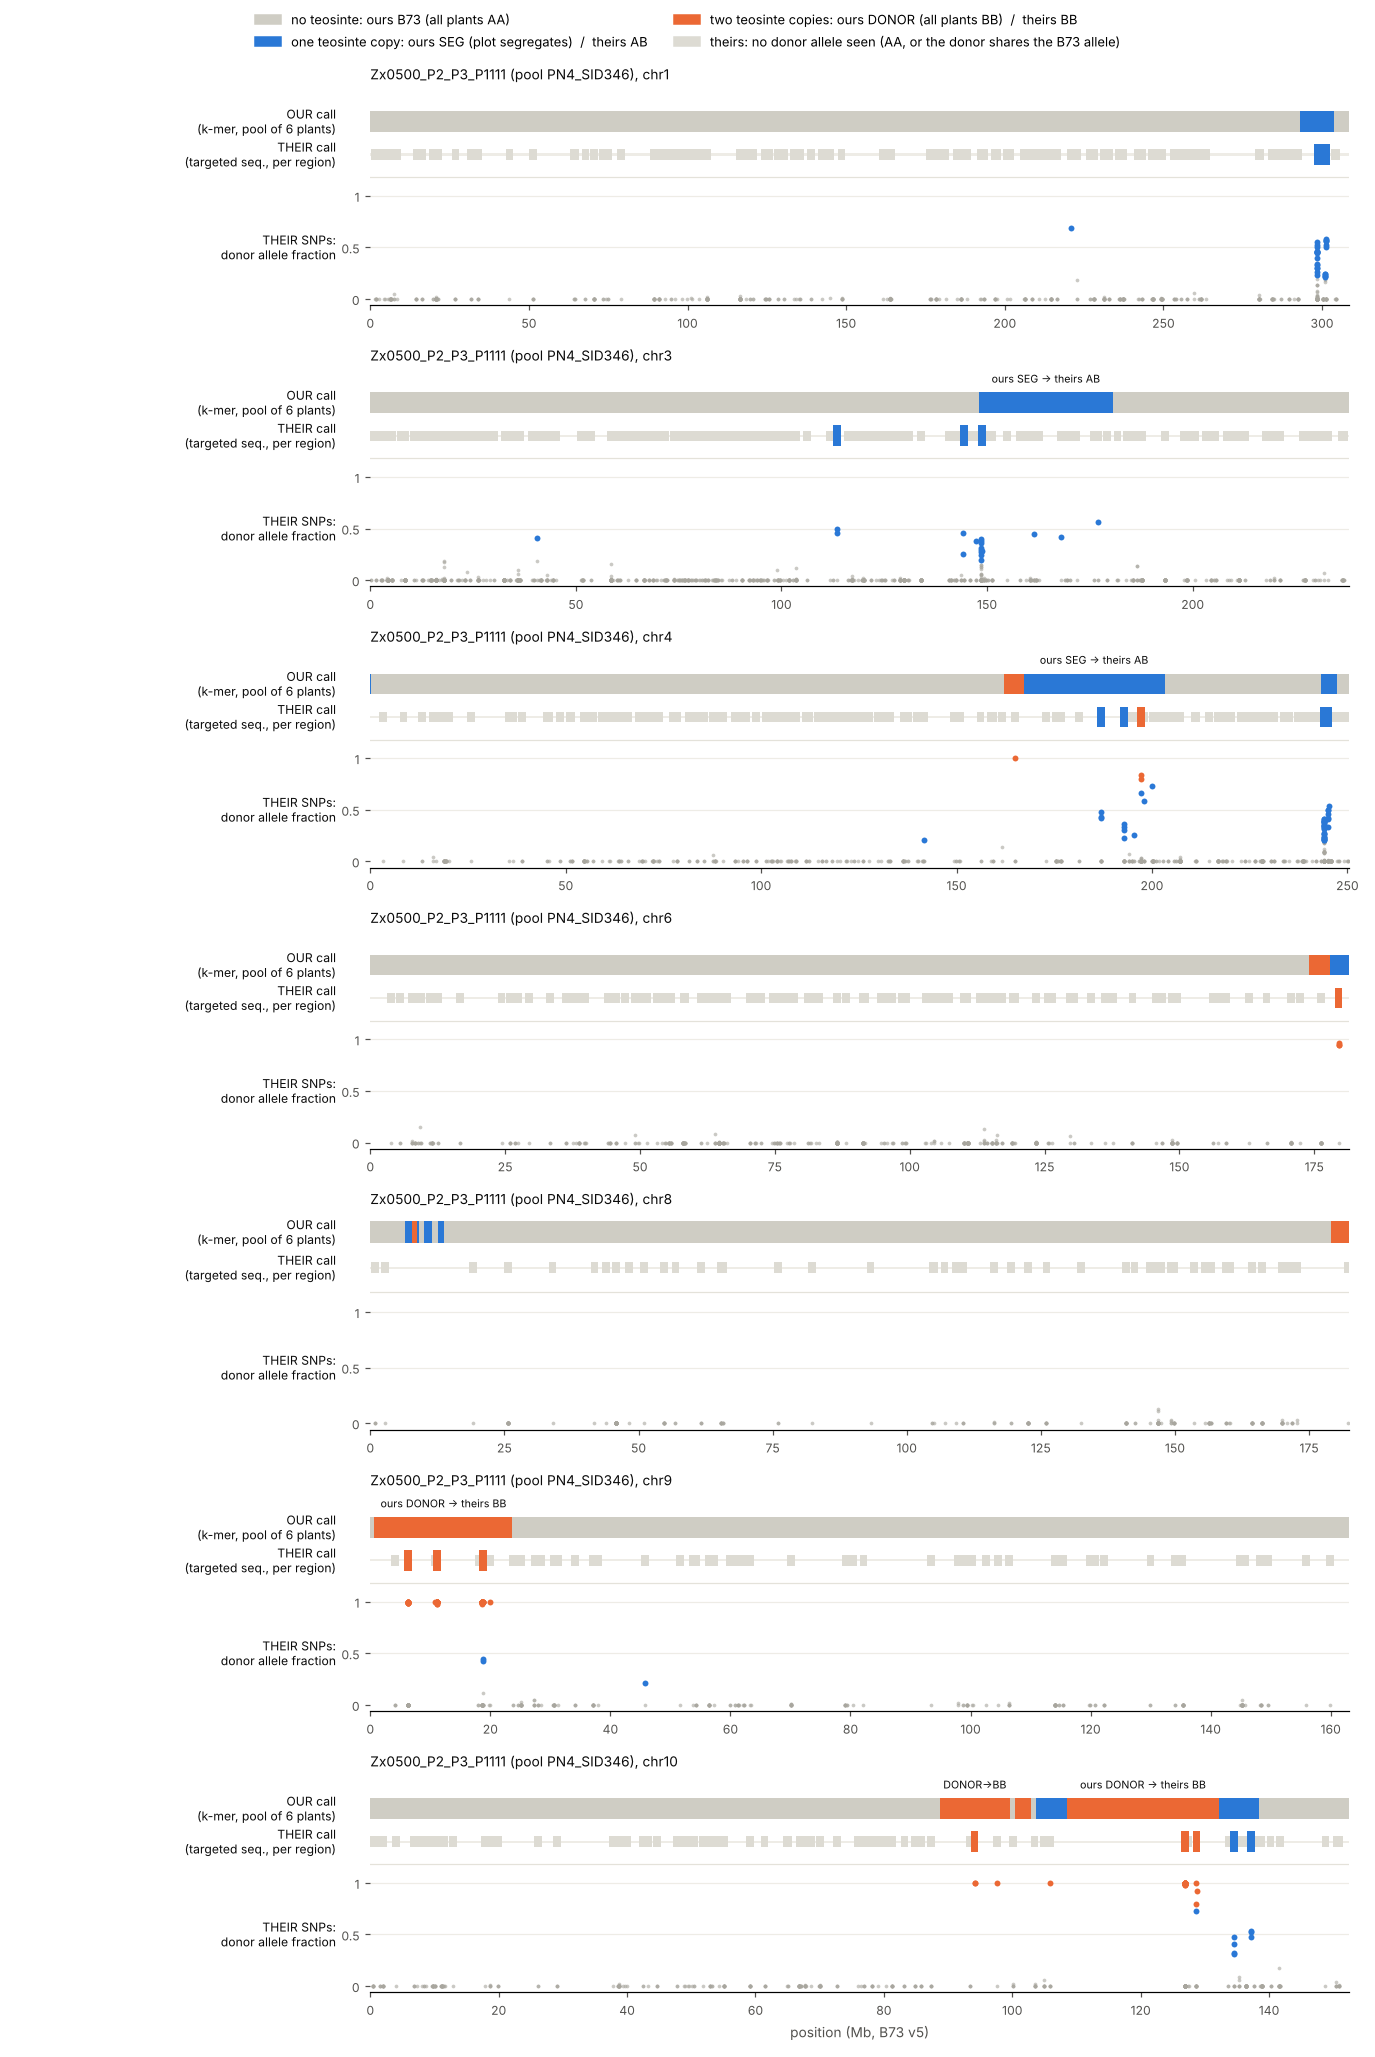 no teosinte: ours B73 (all plants AA)
two teosinte copies: ours DONOR (all plants BB) / theirs BB
one teosinte copy: ours SEG (plot segregates) / theirs AB
theirs: no donor allele seen (AA, or the donor shares the B73 allele)
Zx0500_P2_P3_P1111 (pool PN4_SID346), chr1
OUR call
(k-mer, pool of 6 plants)
THEIR call
(targeted seq., per region)
1
THEIR SNPs:
donor allele fraction
0.5
0
0 50 100 150 200 250 300
Zx0500_P2_P3_P1111 (pool PN4_SID346), chr3
ours SEG → theirs AB
OUR call
(k-mer, pool of 6 plants)
THEIR call
(targeted seq., per region)
1
THEIR SNPs:
donor allele fraction
0.5
0
0 50 100 150 200
Zx0500_P2_P3_P1111 (pool PN4_SID346), chr4
ours SEG → theirs AB
OUR call
(k-mer, pool of 6 plants)
THEIR call
(targeted seq., per region)
1
THEIR SNPs:
donor allele fraction
0.5
0
0 50 100 150 200 250
Zx0500_P2_P3_P1111 (pool PN4_SID346), chr6
OUR call
(k-mer, pool of 6 plants)
THEIR call
(targeted seq., per region)
1
THEIR SNPs:
donor allele fraction
0.5
0
0 25 50 75 100 125 150 175
Zx0500_P2_P3_P1111 (pool PN4_SID346), chr8
OUR call
(k-mer, pool of 6 plants)
THEIR call
(targeted seq., per region)
1
THEIR SNPs:
donor allele fraction
0.5
0
0 25 50 75 100 125 150 175
Zx0500_P2_P3_P1111 (pool PN4_SID346), chr9
ours DONOR → theirs BB
OUR call
(k-mer, pool of 6 plants)
THEIR call
(targeted seq., per region)
1
THEIR SNPs:
donor allele fraction
0.5
0
0 20 40 60 80 100 120 140 160
Zx0500_P2_P3_P1111 (pool PN4_SID346), chr10
DONOR→BB ours DONOR → theirs BB
OUR call
(k-mer, pool of 6 plants)
THEIR call
(targeted seq., per region)
1
THEIR SNPs:
donor allele fraction
0.5
0
0 20 40 60 80 100 120 140
position (Mb, B73 v5)